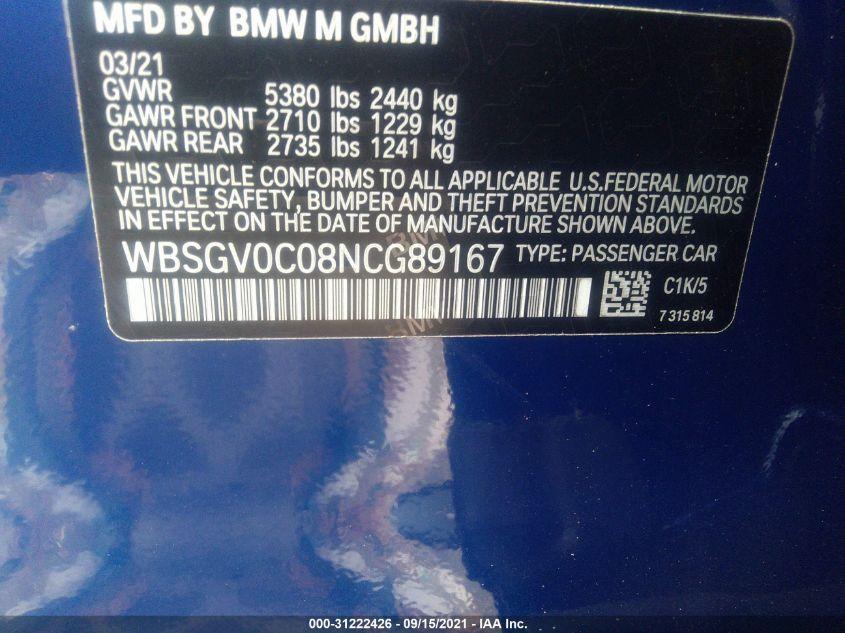 MFD BY BMW M GMBH
03/21
GVWR 5380 lbs 2440 kg
GAWR FRONT 2710 lbs 1229 kg
GAWR REAR 2735 lbs 1241 kg
THIS VEHICLE CONFORMS TO ALL APPLICABLE U.S.FEDERAL MOTOR
VEHICLE SAFETY, BUMPER AND THEFT PREVENTION STANDARDS
IN EFFECT ON THE DATE OF MANUFACTURE SHOWN ABOVE.
WBSGV0C08NCG89167 TYPE: PASSENGER CAR
C1K/5
7 315 814
000-31222426 - 09/15/2021 - IAA Inc.